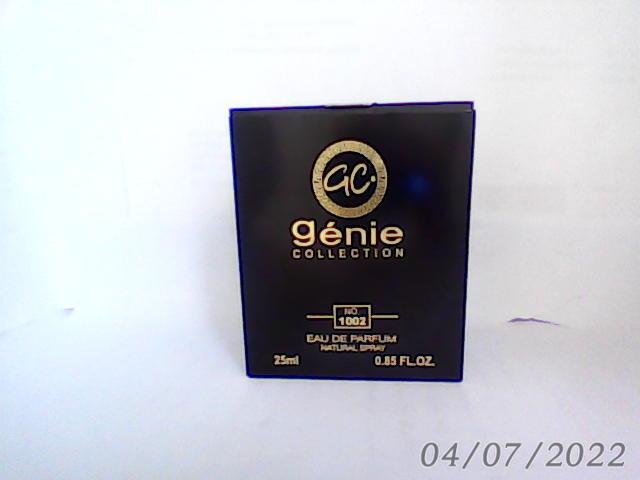 GC.
génie
COLLECTION
NO.
1002
EAU DE PARFUM
NATURAL SPRAY
25ml 0.85 FL.OZ.
04/07/2022